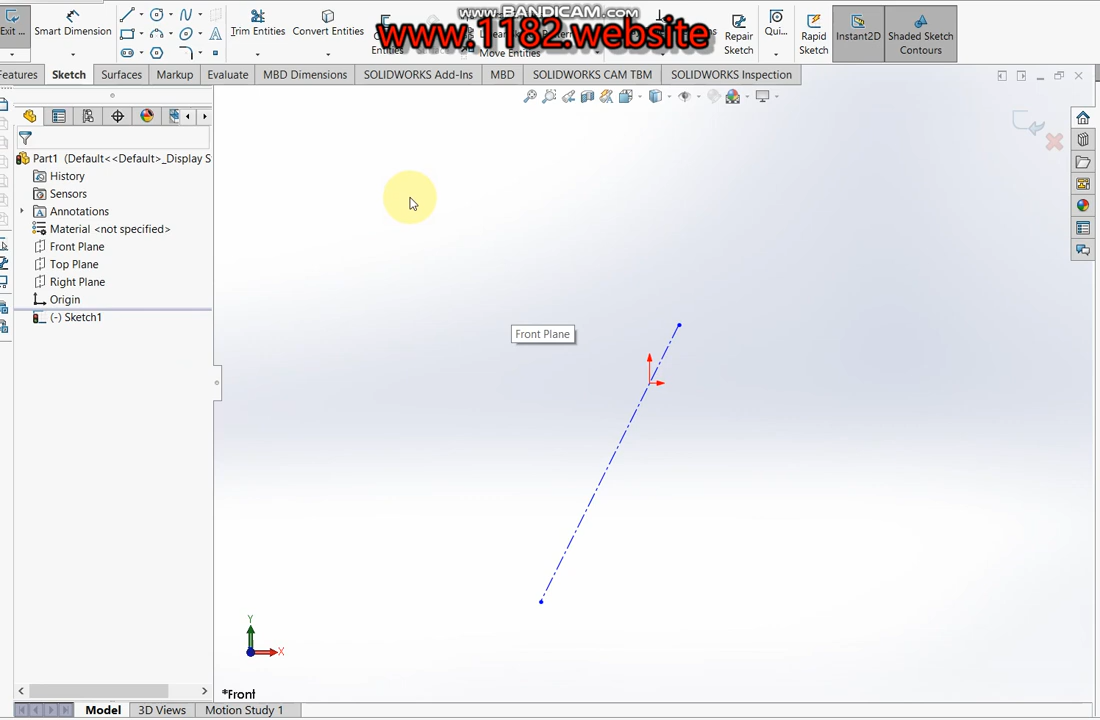 www.BANDICAM.com
www.1182.website
Exit ...
Smart Dimension
Trim Entities
Convert Entities
Entities
Move Entities
Repair Sketch
Qui...
Rapid Sketch
Instant2D
Shaded Sketch Contours
Features
Sketch
Surfaces
Markup
Evaluate
MBD Dimensions
SOLIDWORKS Add-Ins
MBD
SOLIDWORKS CAM TBM
SOLIDWORKS Inspection
Part1 (Default<<Default>_Display S
History
Sensors
Annotations
Material <not specified>
Front Plane
Top Plane
Right Plane
Origin
(-) Sketch1
Front Plane
Y
X
*Front
Model
3D Views
Motion Study 1